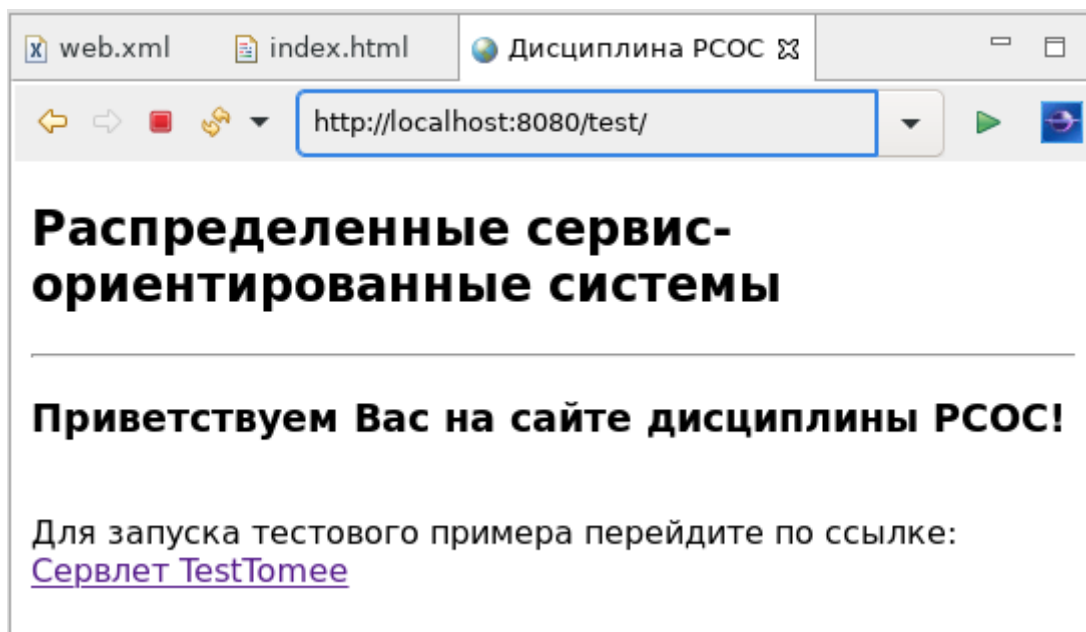 web.xml index.html Дисциплина РСОС
http://localhost:8080/test/
Распределенные сервис-
ориентированные системы
Приветствуем Вас на сайте дисциплины РСОС!
Для запуска тестового примера перейдите по ссылке:
Сервлет TestTomee